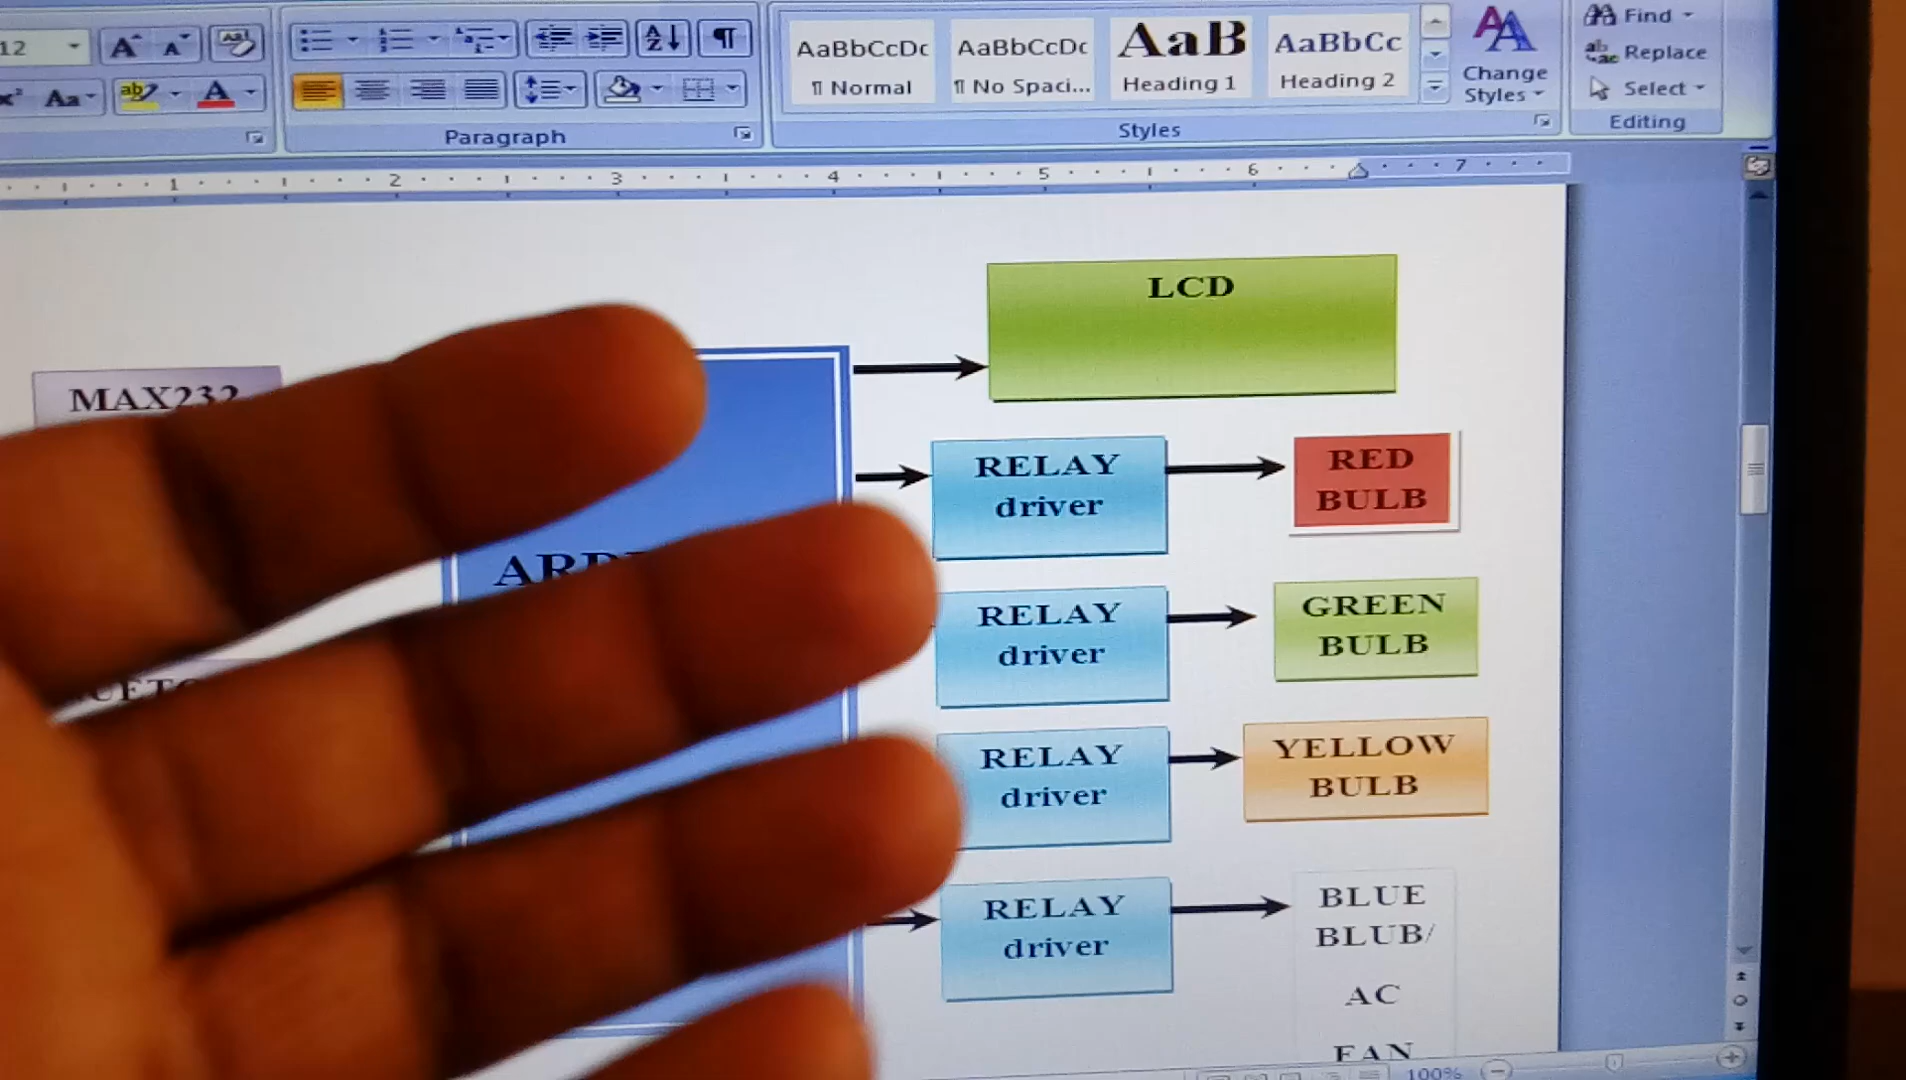 12
Aa
ab
A
Paragraph
AaBbCcDc
¶ Normal
AaBbCcDc
¶ No Spaci...
AaB
Heading 1
AaBbCc
Heading 2
Change
Styles
Styles
Find
Replace
Select
Editing
1 2 3 4 5 6 7
LCD
MAX232
RELAY
driver
RED
BULB
RELAY
driver
GREEN
BULB
RELAY
driver
YELLOW
BULB
RELAY
driver
BLUE
BLUB/
AC
FAN
100%